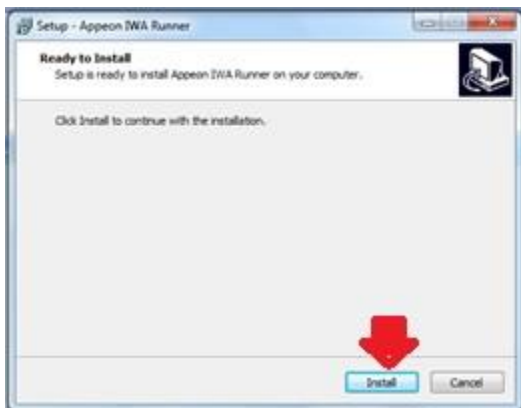 Setup - Appeon IWA Runner
Ready to Install
Setup is ready to install Appeon IWA Runner on your computer.
Click Install to continue with the installation.
Install
Cancel